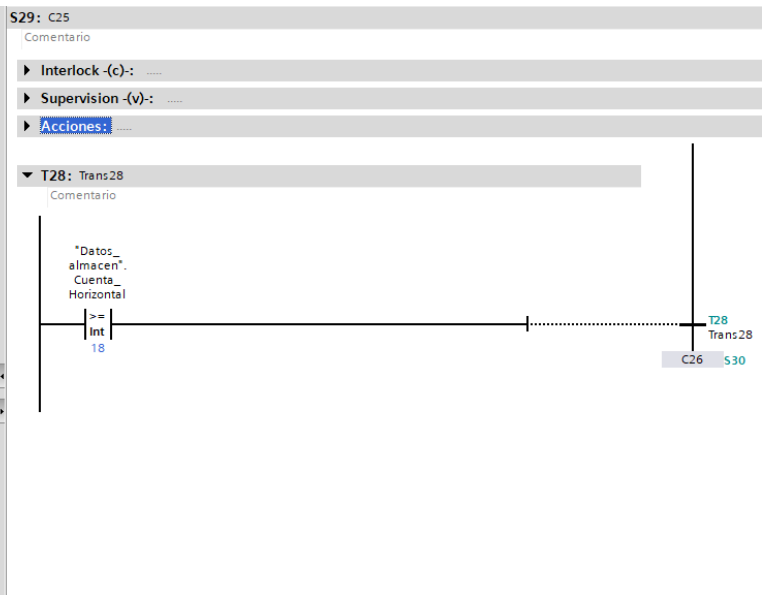 S29: C25
Comentario
Interlock -(c)-: .....
Supervision -(v)-: .....
Acciones: .....
T28: Trans28
Comentario
"Datos_
almacen".
Cuenta_
Horizontal
>=
Int
18
T28
Trans28
C26 S30